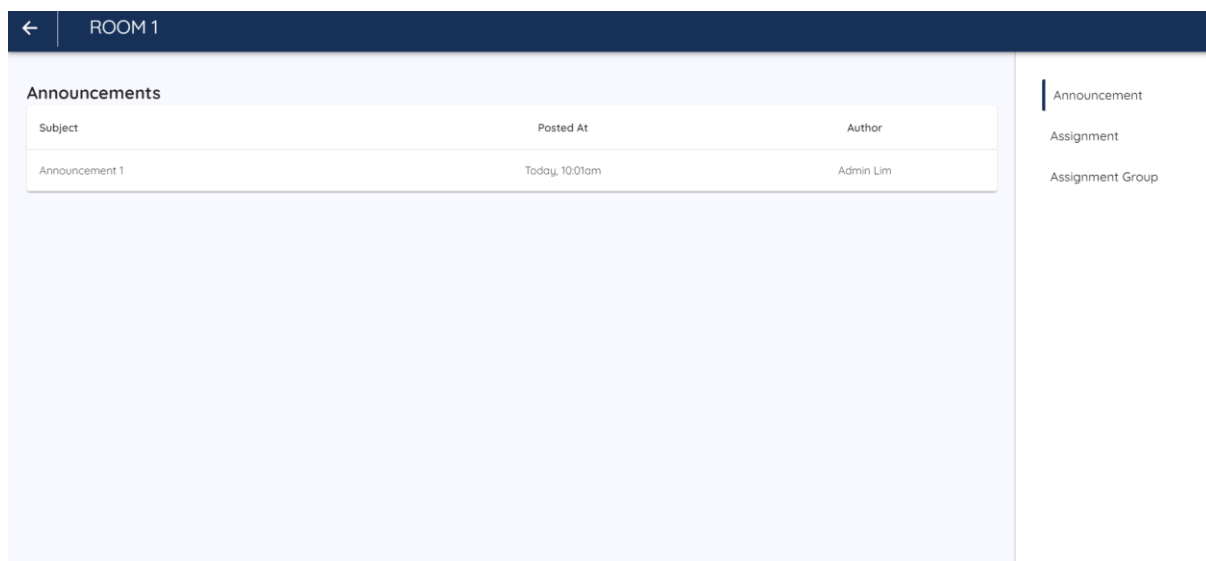 ROOM 1
Announcements
Subject Posted At Author
Announcement 1 Today, 10:01am Admin Lim
Announcement
Assignment
Assignment Group